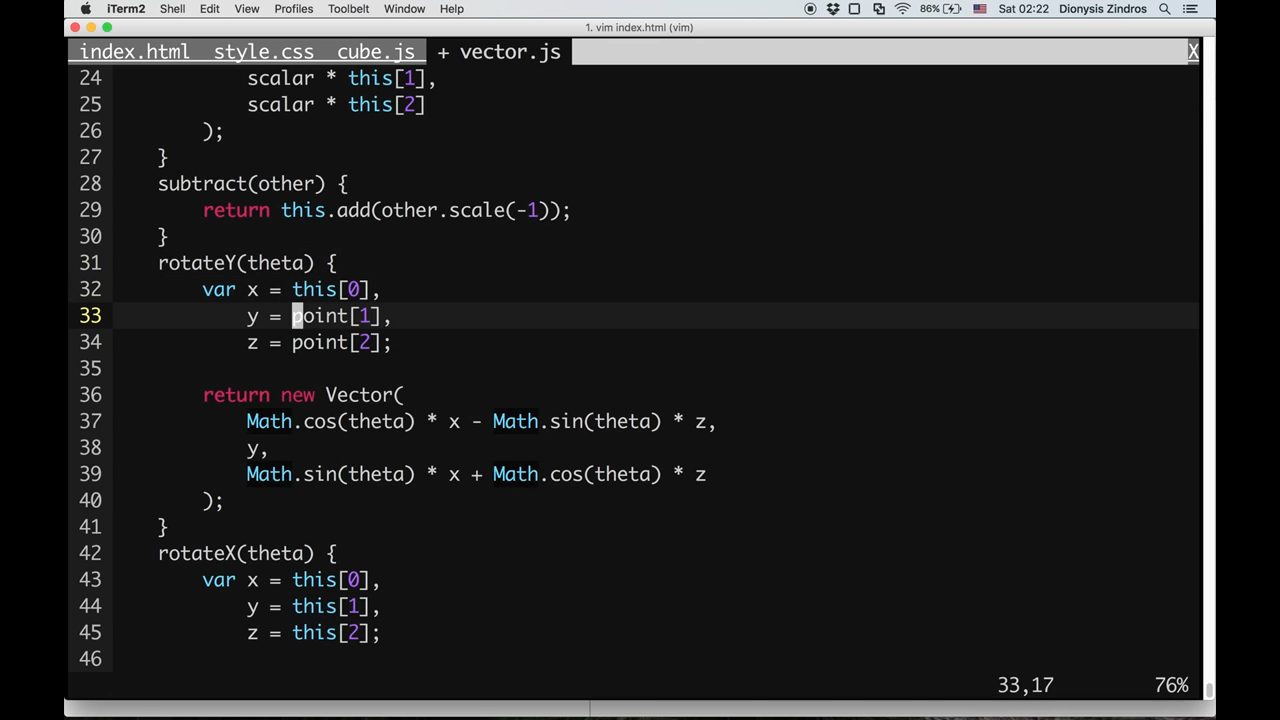 iTerm2 Shell Edit View Profiles Toolbelt Window Help 86% Sat 02:22 Dionysis Zindros
1. vim index.html (vim)
index.html style.css cube.js + vector.js X
24 scalar * this[1],
25 scalar * this[2]
26 );
27 }
28 subtract(other) {
29 return this.add(other.scale(-1));
30 }
31 rotateY(theta) {
32 var x = this[0],
33 y = point[1],
34 z = point[2];
35
36 return new Vector(
37 Math.cos(theta) * x - Math.sin(theta) * z,
38 y,
39 Math.sin(theta) * x + Math.cos(theta) * z
40 );
41 }
42 rotateX(theta) {
43 var x = this[0],
44 y = this[1],
45 z = this[2];
46
33,17 76%